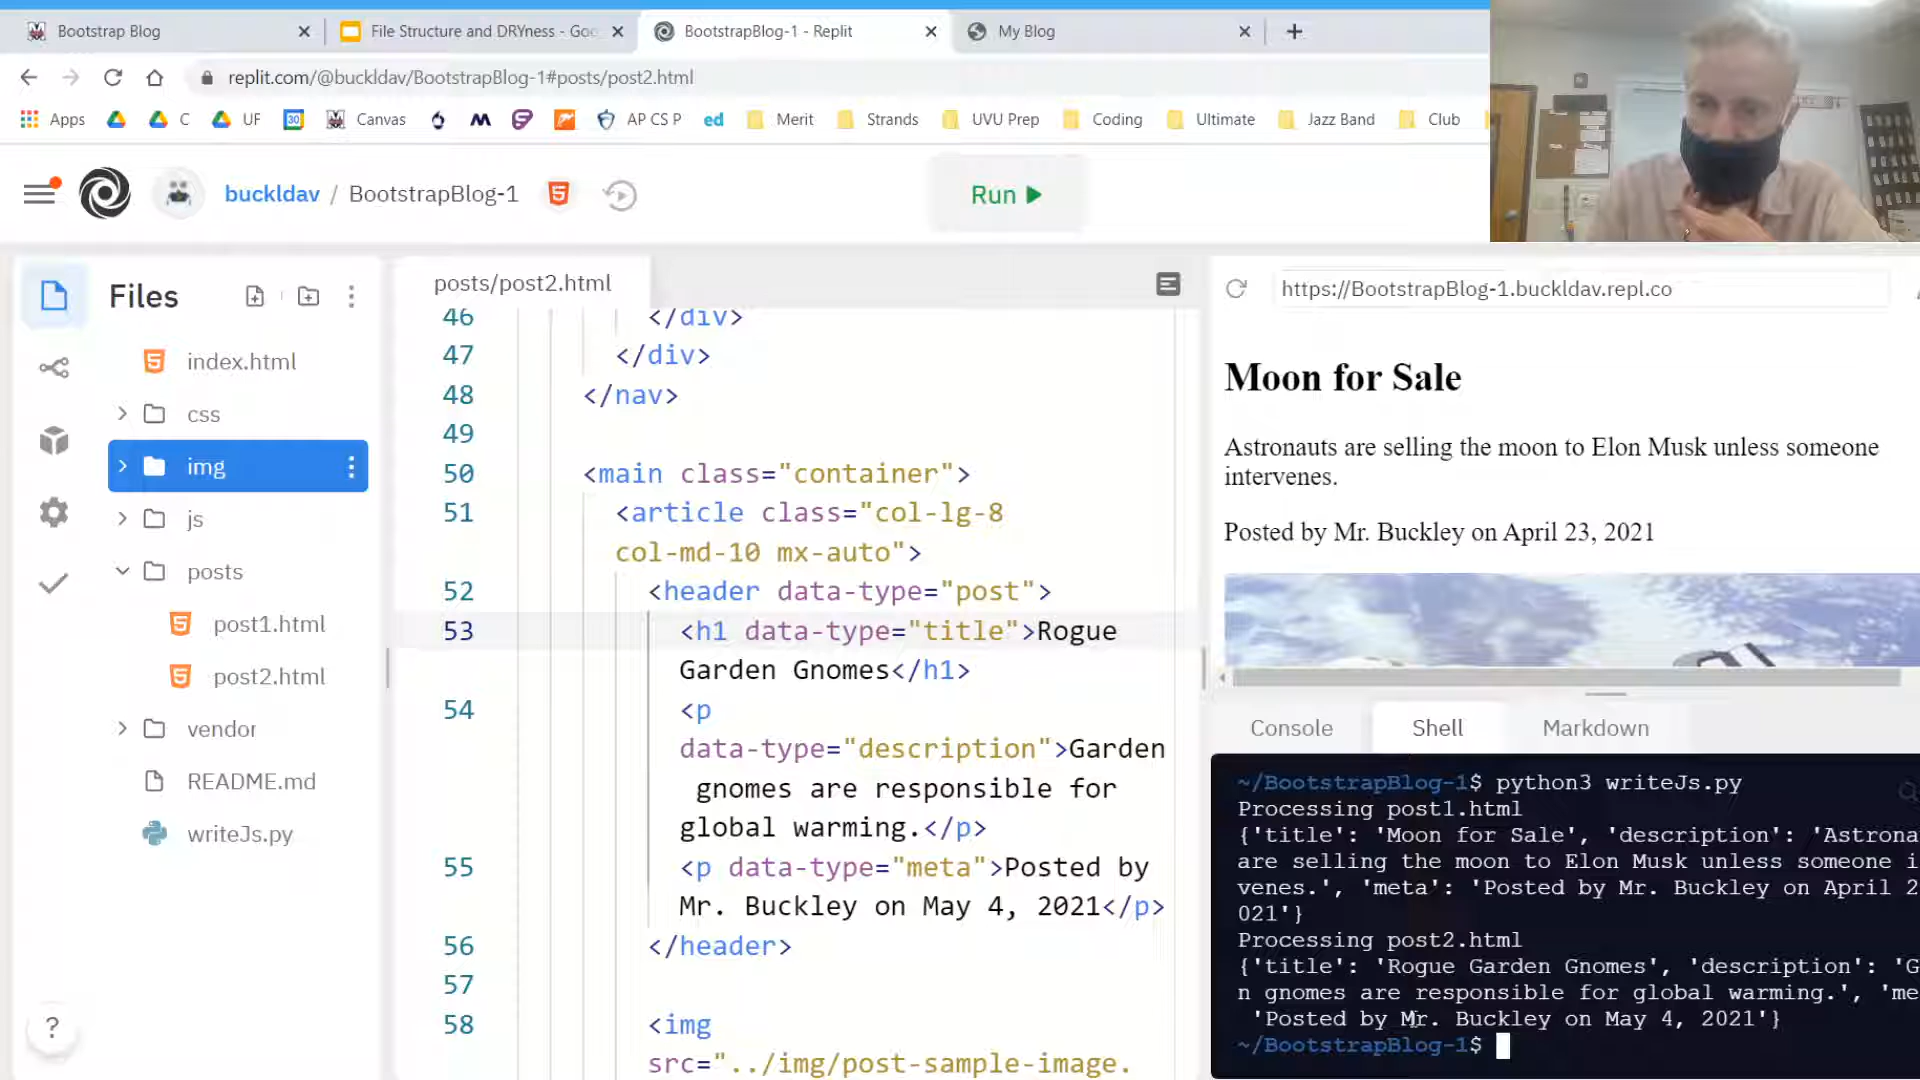 Bootstrap Blog
File Structure and DRYness - Goo
BootstrapBlog-1 - Replit
My Blog
replit.com/@buckldav/BootstrapBlog-1#posts/post2.html
Apps
C
UF
30
Canvas
AP CS P
ed
Merit
Strands
UVU Prep
Coding
Ultimate
Jazz Band
Club
buckldav / BootstrapBlog-1
Run
Files
index.html
css
img
js
posts
post1.html
post2.html
vendor
README.md
writeJs.py
?
posts/post2.html
46 </div>
47 </div>
48 </nav>
49
50 <main class="container">
51 <article class="col-lg-8
col-md-10 mx-auto">
52 <header data-type="post">
53 <h1 data-type="title">Rogue
Garden Gnomes</h1>
54 <p
data-type="description">Garden
gnomes are responsible for
global warming.</p>
55 <p data-type="meta">Posted by
Mr. Buckley on May 4, 2021</p>
56 </header>
57
58 <img
src="../img/post-sample-image.
https://BootstrapBlog-1.buckldav.repl.co
Moon for Sale
Astronauts are selling the moon to Elon Musk unless someone
intervenes.
Posted by Mr. Buckley on April 23, 2021
Console
Shell
Markdown
~/BootstrapBlog-1$ python3 writeJs.py
Processing post1.html
{'title': 'Moon for Sale', 'description': 'Astrona
are selling the moon to Elon Musk unless someone i
venes.', 'meta': 'Posted by Mr. Buckley on April 2
021'}
Processing post2.html
{'title': 'Rogue Garden Gnomes', 'description': 'G
n gnomes are responsible for global warming.', 'me
'Posted by Mr. Buckley on May 4, 2021'}
~/BootstrapBlog-1$